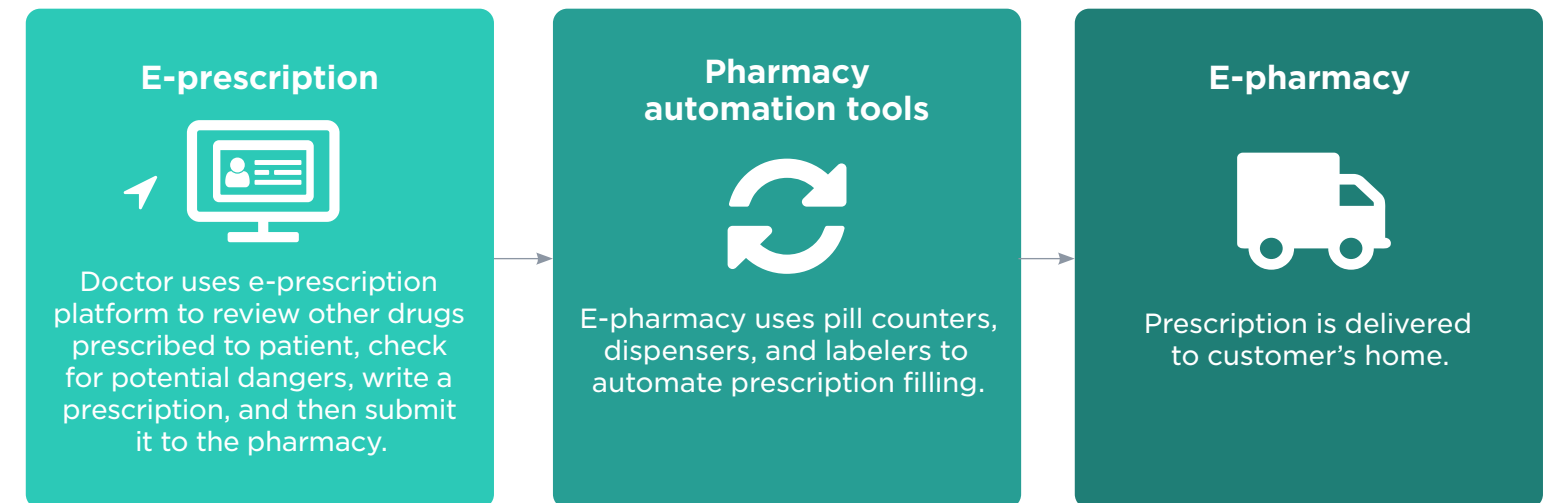 E-prescription
Doctor uses e-prescription
platform to review other drugs
prescribed to patient, check
for potential dangers, write a
prescription, and then submit
it to the pharmacy.
Pharmacy
automation tools
E-pharmacy uses pill counters,
dispensers, and labelers to
automate prescription filling.
E-pharmacy
Prescription is delivered
to customer’s home.